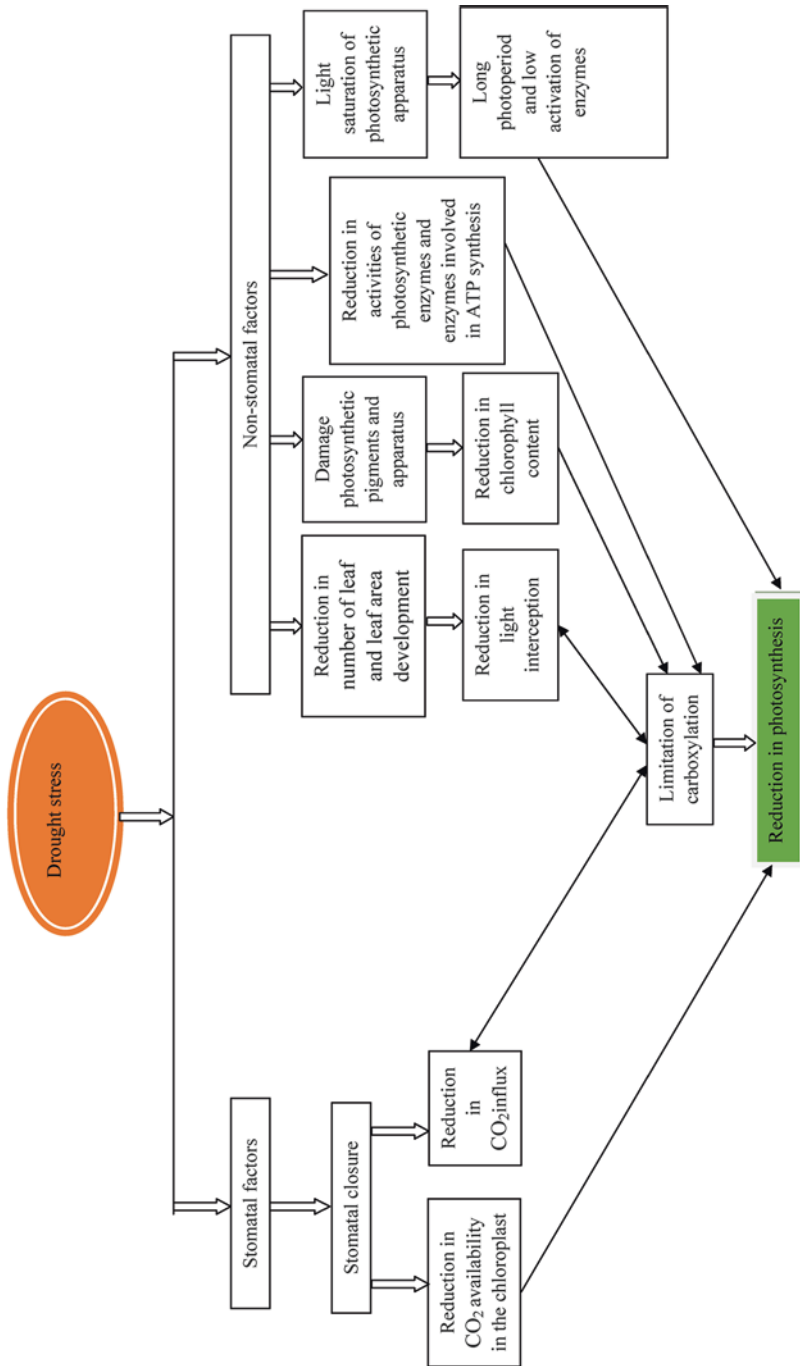 Drought stress
Stomatal factors
Non-stomatal factors
Stomatal closure
Reduction in
number of leaf
and leaf area
development
Damage
photosynthetic
pigments and
apparatus
Reduction in
activities of
photosynthetic
enzymes and
enzymes involved
in ATP synthesis
Light
saturation of
photosynthetic
apparatus
Reduction in
CO₂ availability
in the chloroplast
Reduction
in
CO₂influx
Reduction in
light
interception
Reduction in
chlorophyll
content
Long
photoperiod
and low
activation of
enzymes
Limitation of
carboxylation
Reduction in photosynthesis